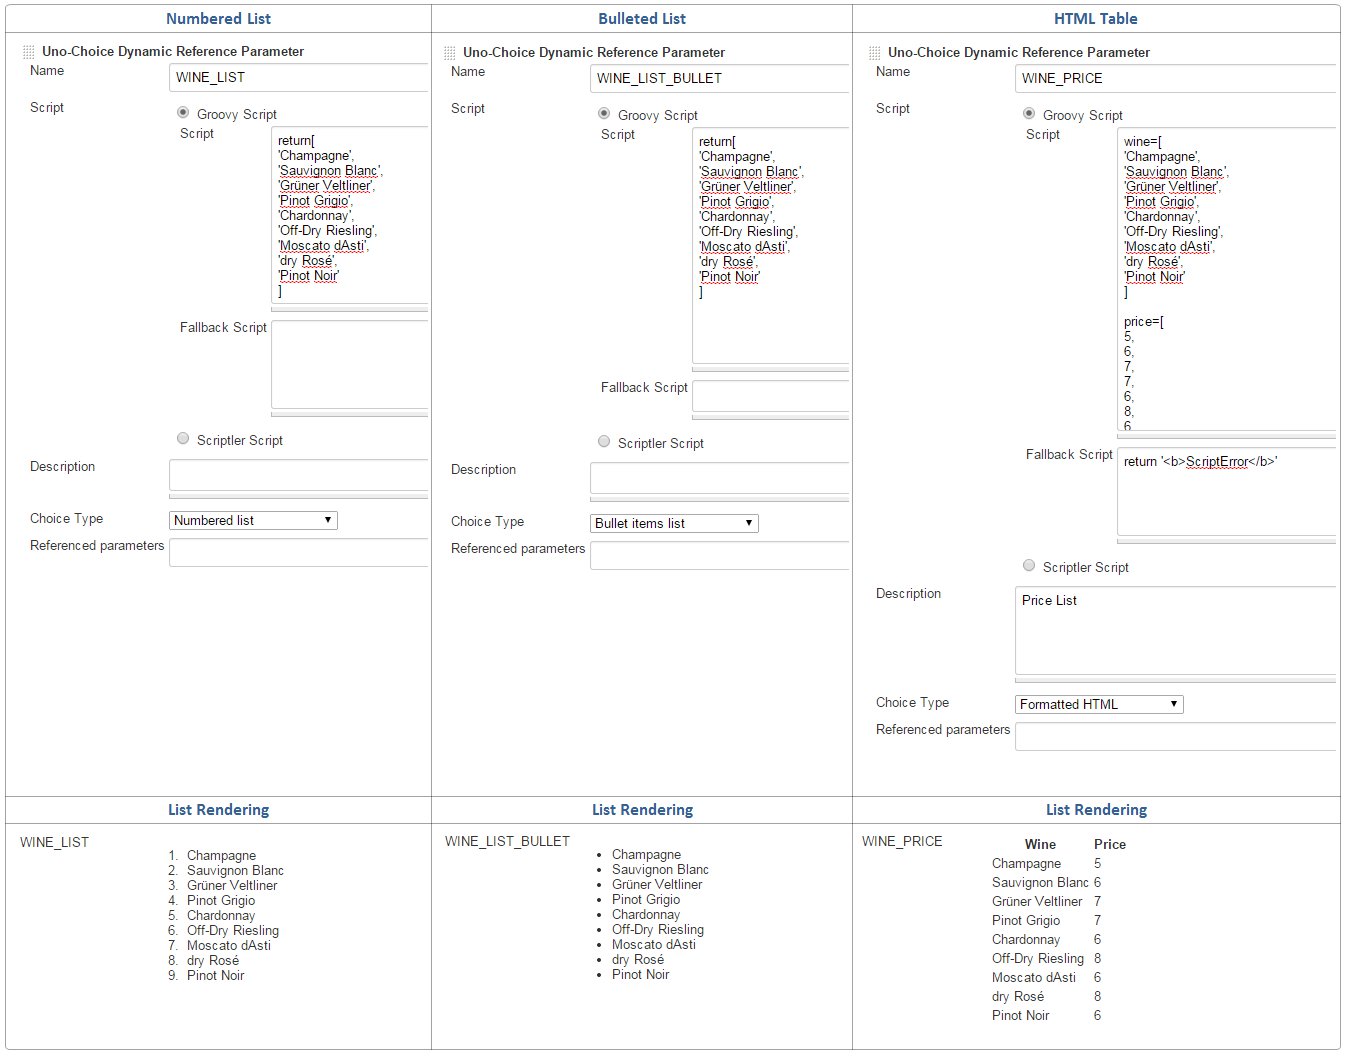 Numbered List
Uno-Choice Dynamic Reference Parameter
Name
WINE_LIST
Script
Groovy Script
Script
return[
'Champagne',
'Sauvignon Blanc',
'Grüner Veltliner',
'Pinot Grigio',
'Chardonnay',
'Off-Dry Riesling',
'Moscato dAsti',
'dry Rosé',
'Pinot Noir'
]
Fallback Script
Scriptler Script
Description
Choice Type
Numbered list
Referenced parameters
Bulleted List
Uno-Choice Dynamic Reference Parameter
Name
WINE_LIST_BULLET
Script
Groovy Script
Script
return[
'Champagne',
'Sauvignon Blanc',
'Grüner Veltliner',
'Pinot Grigio',
'Chardonnay',
'Off-Dry Riesling',
'Moscato dAsti',
'dry Rosé',
'Pinot Noir'
]
Fallback Script
Scriptler Script
Description
Choice Type
Bullet items list
Referenced parameters
HTML Table
Uno-Choice Dynamic Reference Parameter
Name
WINE_PRICE
Script
Groovy Script
Script
wine=[
'Champagne',
'Sauvignon Blanc',
'Grüner Veltliner',
'Pinot Grigio',
'Chardonnay',
'Off-Dry Riesling',
'Moscato dAsti',
'dry Rosé',
'Pinot Noir'
]
price=[
5,
6,
7,
7,
6,
8,
6
Fallback Script
return '<b>ScriptError</b>'
Scriptler Script
Description
Price List
Choice Type
Formatted HTML
Referenced parameters
List Rendering
WINE_LIST
1. Champagne
2. Sauvignon Blanc
3. Grüner Veltliner
4. Pinot Grigio
5. Chardonnay
6. Off-Dry Riesling
7. Moscato dAsti
8. dry Rosé
9. Pinot Noir
List Rendering
WINE_LIST_BULLET
• Champagne
• Sauvignon Blanc
• Grüner Veltliner
• Pinot Grigio
• Chardonnay
• Off-Dry Riesling
• Moscato dAsti
• dry Rosé
• Pinot Noir
List Rendering
WINE_PRICE
Wine Price
Champagne 5
Sauvignon Blanc 6
Grüner Veltliner 7
Pinot Grigio 7
Chardonnay 6
Off-Dry Riesling 8
Moscato dAsti 6
dry Rosé 8
Pinot Noir 6